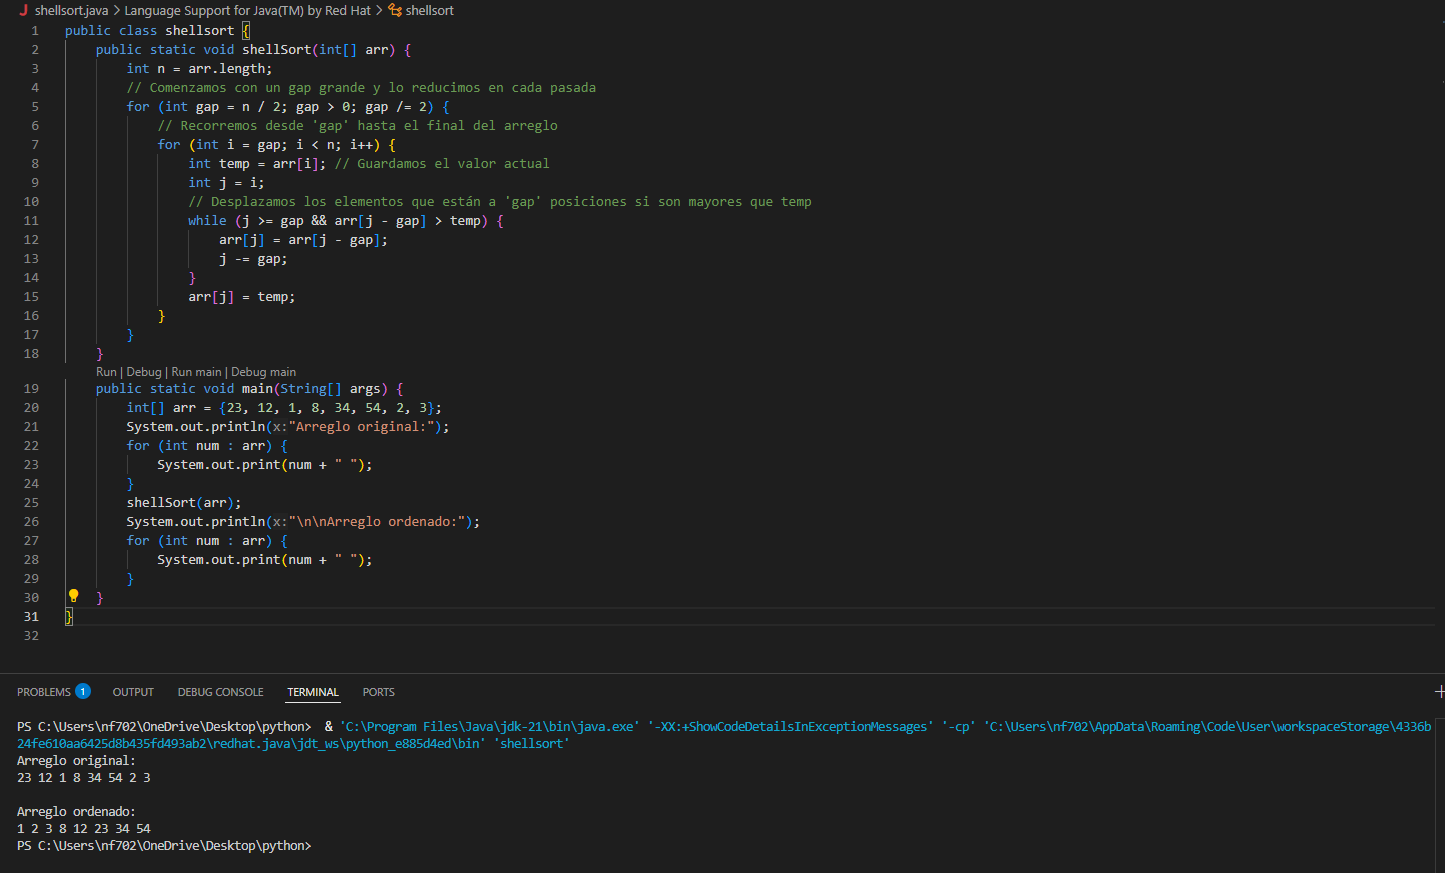 shellsort.java > Language Support for Java(TM) by Red Hat > shellsort
1 public class shellsort {
2     public static void shellSort(int[] arr) {
3         int n = arr.length;
4         // Comenzamos con un gap grande y lo reducimos en cada pasada
5         for (int gap = n / 2; gap > 0; gap /= 2) {
6             // Recorremos desde 'gap' hasta el final del arreglo
7             for (int i = gap; i < n; i++) {
8                 int temp = arr[i]; // Guardamos el valor actual
9                 int j = i;
10                 // Desplazamos los elementos que están a 'gap' posiciones si son mayores que temp
11                 while (j >= gap && arr[j - gap] > temp) {
12                     arr[j] = arr[j - gap];
13                     j -= gap;
14                 }
15                 arr[j] = temp;
16             }
17         }
18     }
Run | Debug | Run main | Debug main
19     public static void main(String[] args) {
20         int[] arr = {23, 12, 1, 8, 34, 54, 2, 3};
21         System.out.println(x:"Arreglo original:");
22         for (int num : arr) {
23             System.out.print(num + " ");
24         }
25         shellSort(arr);
26         System.out.println(x:"\n\nArreglo ordenado:");
27         for (int num : arr) {
28             System.out.print(num + " ");
29         }
30     }
31 }
32
PROBLEMS 1 OUTPUT DEBUG CONSOLE TERMINAL PORTS
PS C:\Users\nf702\OneDrive\Desktop\python>  & 'C:\Program Files\Java\jdk-21\bin\java.exe' '-XX:+ShowCodeDetailsInExceptionMessages' '-cp' 'C:\Users\nf702\AppData\Roaming\Code\User\workspaceStorage\4336b
24fe610aa6425d8b435fd493ab2\redhat.java\jdt_ws\python_e885d4ed\bin' 'shellsort'
Arreglo original:
23 12 1 8 34 54 2 3
Arreglo ordenado:
1 2 3 8 12 23 34 54
PS C:\Users\nf702\OneDrive\Desktop\python>